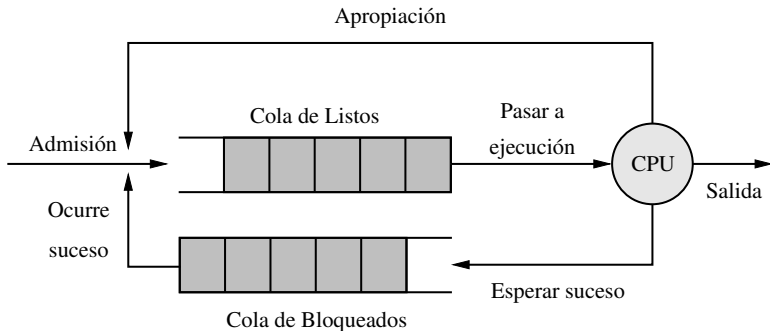 Apropiación
Cola de Listos
Pasar a
ejecución
Admisión
CPU
Salida
Ocurre
suceso
Esperar suceso
Cola de Bloqueados